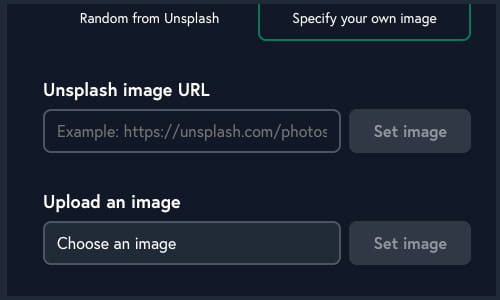 Random from Unsplash
Specify your own image
Unsplash image URL
Example: https://unsplash.com/photos
Set image
Upload an image
Choose an image
Set image